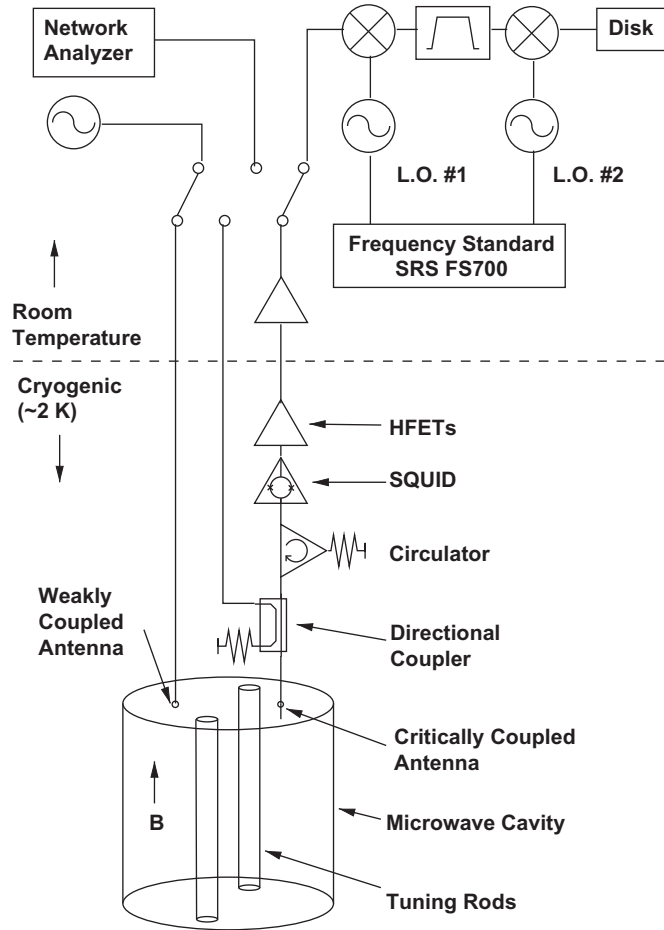 Network
Analyzer
Disk
L.O. #1
L.O. #2
Frequency Standard
SRS FS700
Room
Temperature
Cryogenic
(~2 K)
HFETs
SQUID
Circulator
Weakly
Coupled
Antenna
Directional
Coupler
Critically Coupled
Antenna
B
Microwave Cavity
Tuning Rods